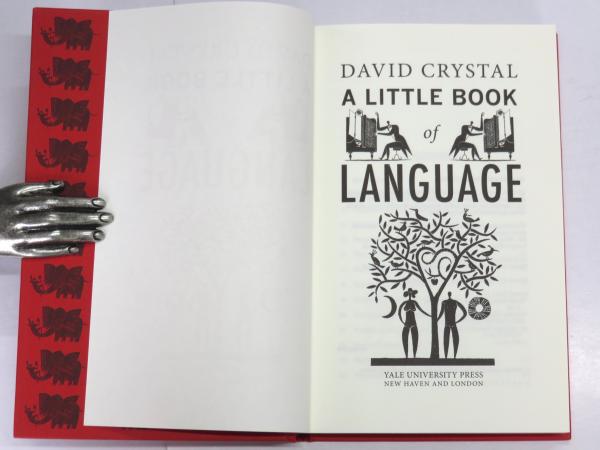 DAVID CRYSTAL
A LITTLE BOOK
of
LANGUAGE
YALE UNIVERSITY PRESS
NEW HAVEN AND LONDON